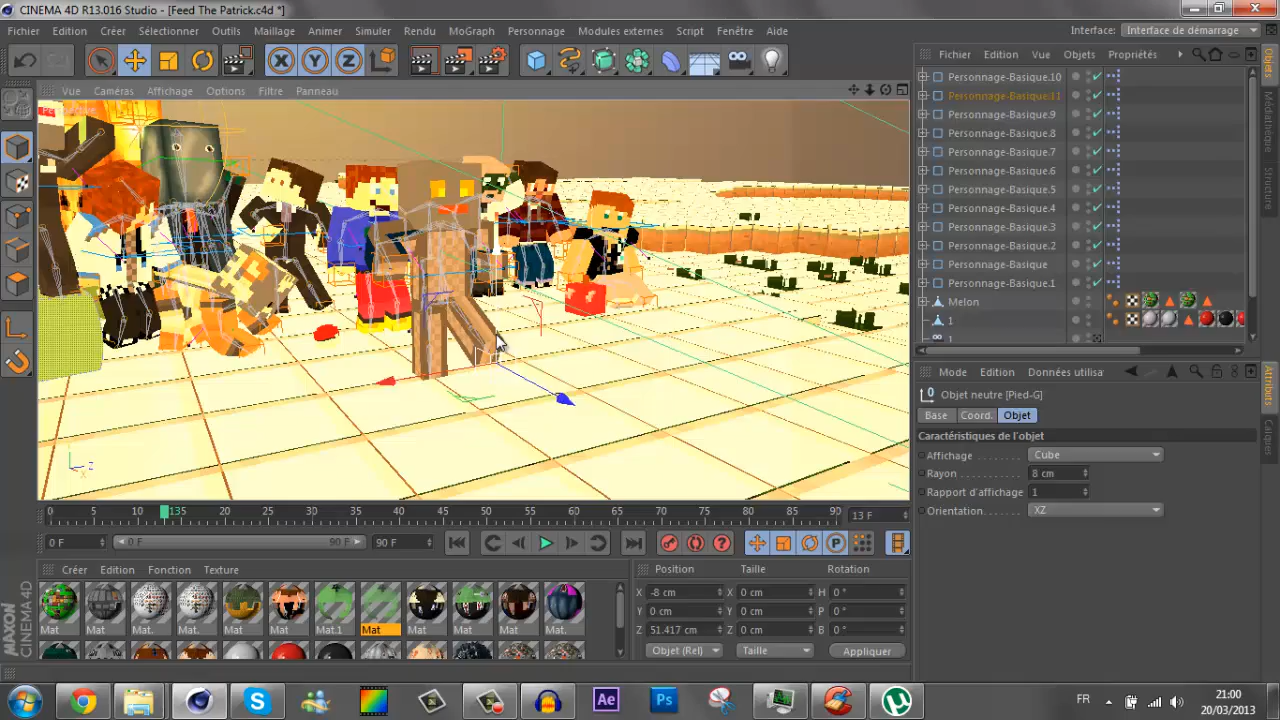 CINEMA 4D R13.016 Studio - [Feed The Patrick.c4d *]
Fichier Edition Créer Sélectionner Outils Maillage Animer Simuler Rendu MoGraph Personnage Modules externes Script Fenêtre Aide
Interface: Interface de démarrage
Fichier Edition Vue Objets Propriétés
Vue Caméras Affichage Options Filtre Panneau
Objets
Médiathèque
Structure
Personnage-Basique.10
Personnage-Basique.11
Personnage-Basique.9
Personnage-Basique.8
Personnage-Basique.7
Personnage-Basique.6
Personnage-Basique.5
Personnage-Basique.4
Personnage-Basique.3
Personnage-Basique.2
Personnage-Basique
Personnage-Basique.1
Melon
1
1
Mode Edition Données utilisa
Objet neutre [Pied-G]
Base Coord. Objet
Attributs
Calques
Caractéristiques de l'objet
Affichage Cube
Rayon 8 cm
Rapport d'affichage 1
Orientation XZ
0 5 10 135 20 25 30 35 40 45 50 55 60 65 70 75 80 85 90 13 F
0 F 0 F 90 F 90 F
Créer Edition Fonction Texture
Mat Mat Mat. Mat. Mat Mat Mat.1 Mat Mat Mat Mat Mat.
Position Taille Rotation
X -8 cm X 0 cm H 0 °
Y 0 cm Y 0 cm P 0 °
Z 51.417 cm Z 0 cm B 0 °
Objet (Rel) Taille Appliquer
MAXON
CINEMA 4D
Ae Ps
FR 21:00
20/03/2013